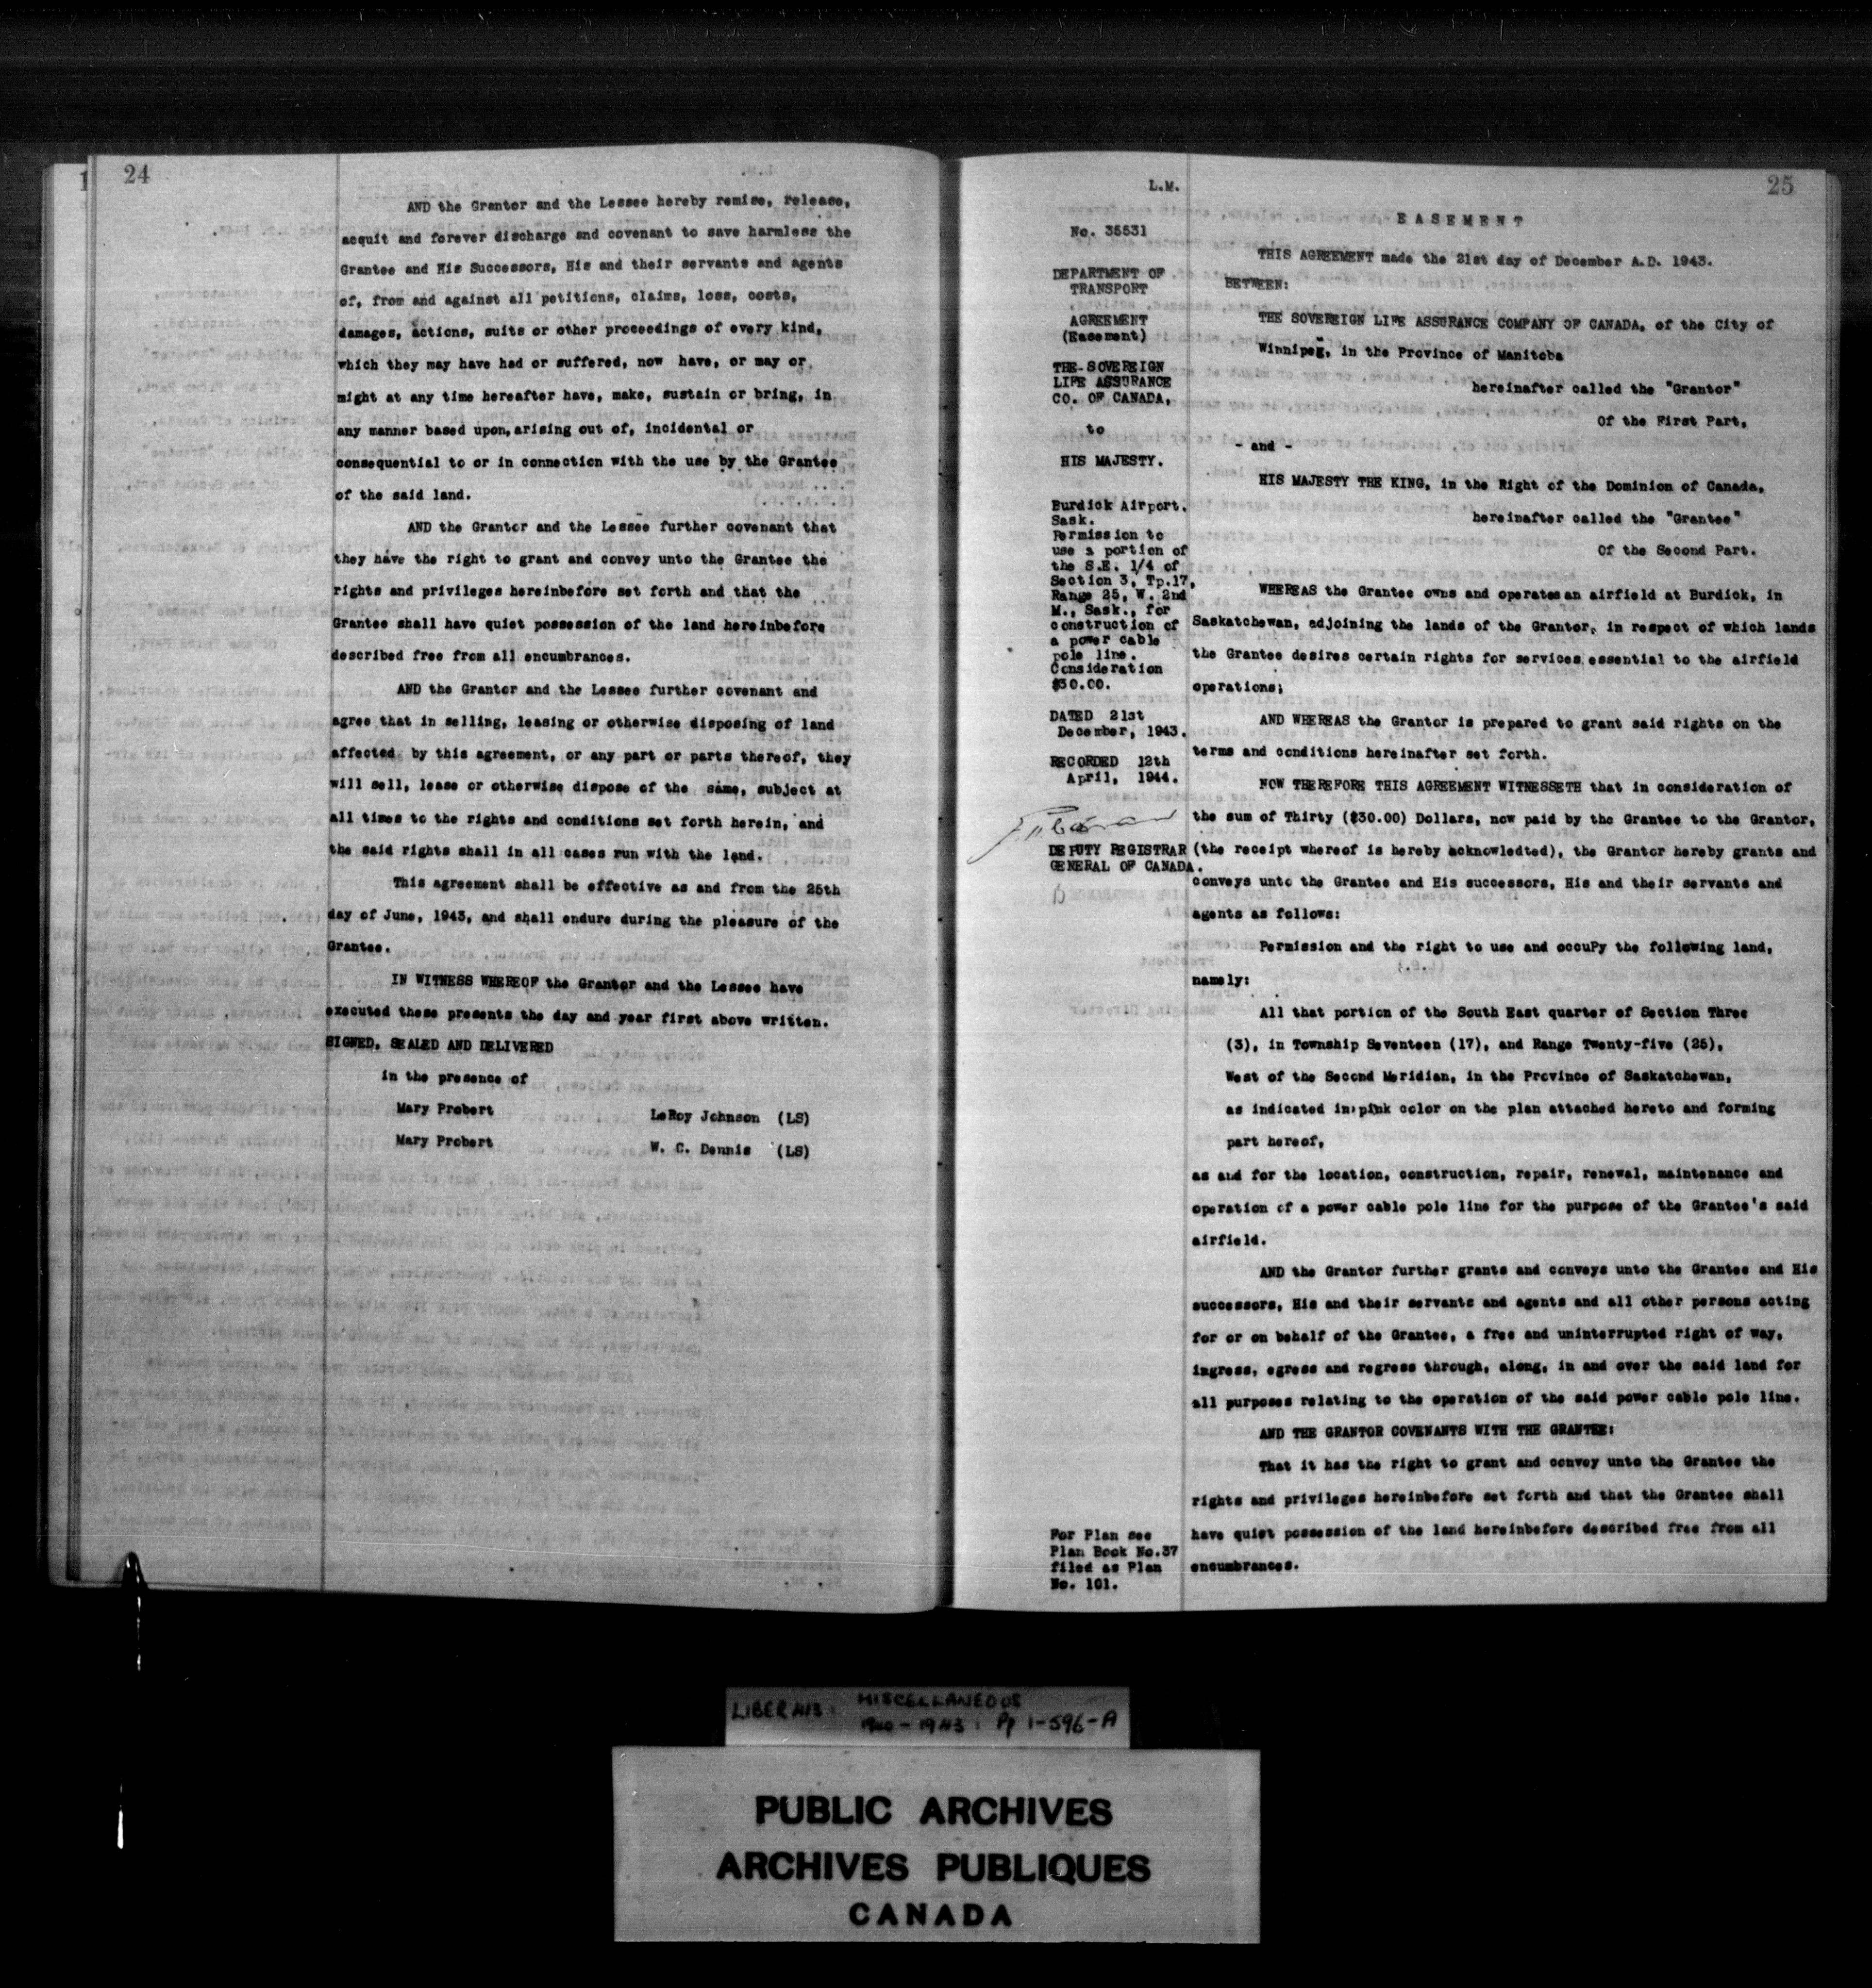 24
AND the Grantor and the Lessee hereby remise, release,
acquit and forever discharge and covenant to save harmless the
Grantee and His Successors, His and their servants and agents
of, from and against all petitions, claims, loss, costs,
damages, actions, suits or other proceedings of every kind,
which they may have had or suffered, now have, or may or
might at any time hereafter have, make, sustain or bring, in
any manner based upon, arising out of, incidental or
consequential to or in connection with the use by the Grantee
of the said land.
AND the Grantor and the Lessee further covenant that
they have the right to grant and convey unto the Grantee the
rights and privileges hereinbefore set forth and that the
Grantee shall have quiet possession of the land hereinbefore
described free from all encumbrances.
AND the Grantor and the Lessee further covenant and
agree that in selling, leasing or otherwise disposing of land
affected by this agreement, or any part or parts thereof, they
will sell, lease or otherwise dispose of the same, subject at
all times to the rights and conditions set forth herein, and
the said rights shall in all cases run with the land.
This agreement shall be effective as and from the 25th
day of June, 1943, and shall endure during the pleasure of the
Grantee.
IN WITNESS WHEREOF the Grantor and the Lessee have
executed these presents the day and year first above written.
SIGNED, SEALED AND DELIVERED
in the presence of
Mary Probert LeRoy Johnson (LS)
Mary Probert W. C. Dennis (LS)
25
L.M.
No. 35531
DEPARTMENT OF
TRANSPORT
AGREEMENT
(Easement)
THE SOVEREIGN
LIFE ASSURANCE
CO. OF CANADA,
to
HIS MAJESTY.
Burdick Airport,
Sask.
Permission to
use a portion of
the S.E. 1/4 of
Section 3, Tp.17,
Range 25, W. 2nd
M., Sask., for
construction of
a power cable
pole line.
Consideration
$30.00.
DATED 21st
December, 1943.
RECORDED 12th
April, 1944.
DEPUTY REGISTRAR
GENERAL OF CANADA.
For Plan see
Plan Book No.37
filed as Plan
No. 101.
EASEMENT
THIS AGREEMENT made the 21st day of December A.D. 1943.
BETWEEN:
THE SOVEREIGN LIFE ASSURANCE COMPANY OF CANADA, of the City of
Winnipeg, in the Province of Manitoba
hereinafter called the "Grantor"
Of the First Part,
- and -
HIS MAJESTY THE KING, in the Right of the Dominion of Canada,
hereinafter called the "Grantee"
Of the Second Part.
WHEREAS the Grantee owns and operates an airfield at Burdick, in
Saskatchewan, adjoining the lands of the Grantor, in respect of which lands
the Grantee desires certain rights for services essential to the airfield
operations;
AND WHEREAS the Grantor is prepared to grant said rights on the
terms and conditions hereinafter set forth.
NOW THEREFORE THIS AGREEMENT WITNESSETH that in consideration of
the sum of Thirty ($30.00) Dollars, now paid by the Grantee to the Grantor,
(the receipt whereof is hereby acknowledted), the Grantor hereby grants and
conveys unto the Grantee and His successors, His and their servants and
agents as follows:
Permission and the right to use and occuPy the following land,
namely:
All that portion of the South East quarter of Section Three
(3), in Township Seventeen (17), and Range Twenty-five (25),
West of the Second Meridian, in the Province of Saskatchewan,
as indicated in pink color on the plan attached hereto and forming
part hereof,
as and for the location, construction, repair, renewal, maintenance and
operation of a power cable pole line for the purpose of the Grantee's said
airfield.
AND the Grantor further grants and conveys unto the Grantee and His
successors, His and their servants and agents and all other persons acting
for or on behalf of the Grantee, a free and uninterrupted right of way,
ingress, egress and regress through, along, in and over the said land for
all purposes relating to the operation of the said power cable pole line.
AND THE GRANTOR COVENANTS WITH THE GRANTEE:
That it has the right to grant and convey unto the Grantee the
rights and privileges hereinbefore set forth and that the Grantee shall
have quiet possession of the land hereinbefore described free from all
encumbrances.
LIBER 413: MISCELLANEOUS
1940-1943: Pp 1-596-A
PUBLIC ARCHIVES
ARCHIVES PUBLIQUES
CANADA